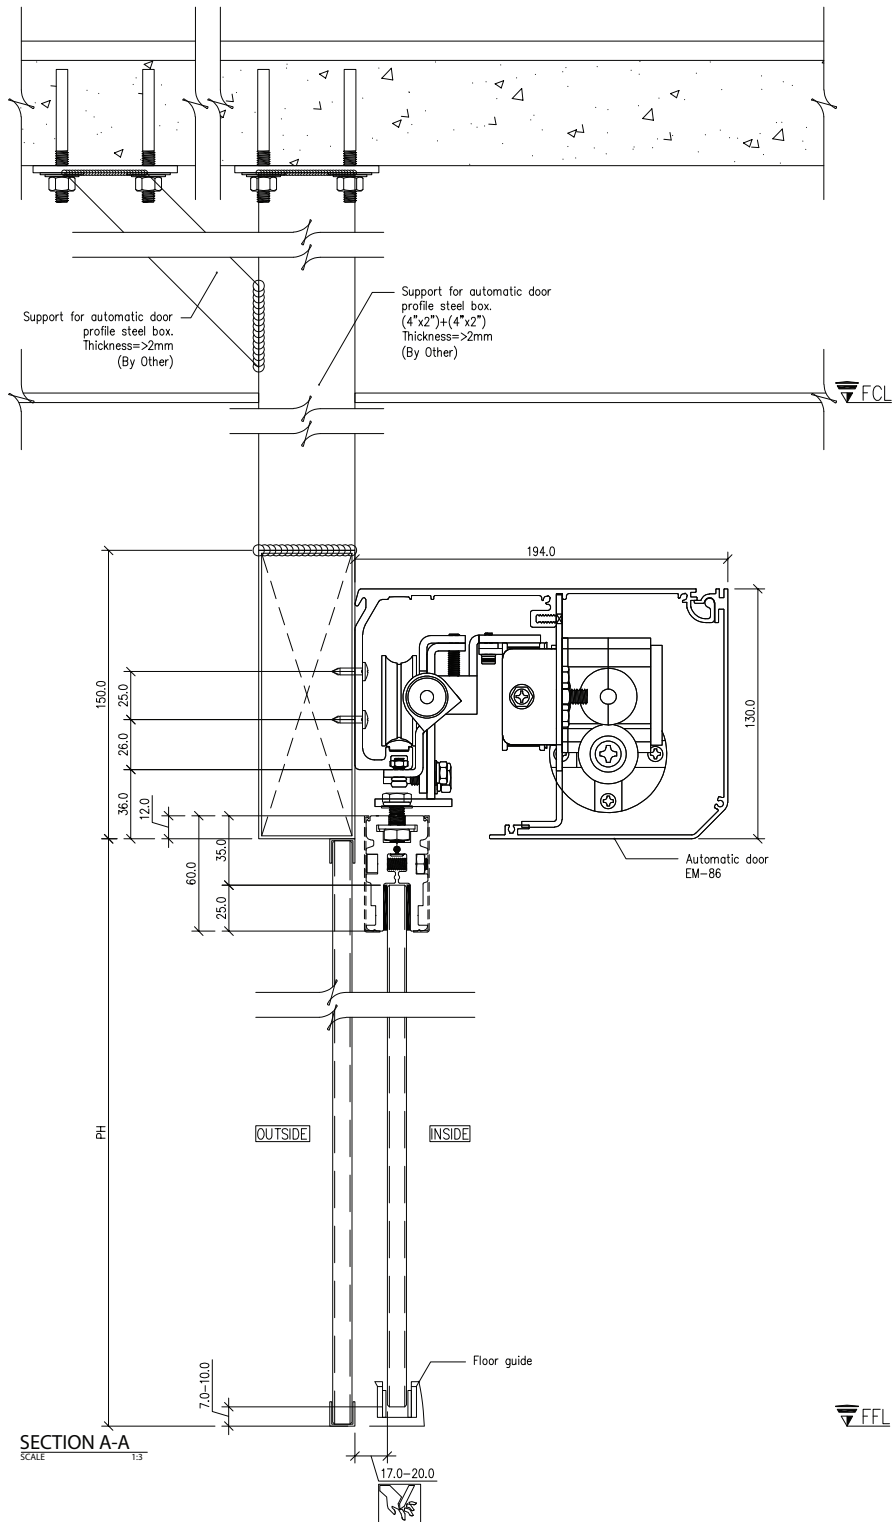 Support for automatic door
profile steel box.
Thickness=>2mm
(By Other)
Support for automatic door
profile steel box.
(4"x2")+(4"x2")
Thickness=>2mm
(By Other)
FCL
194.0
150.0
25.0
26.0
36.0
12.0
60.0
35.0
25.0
130.0
Automatic door
EM-86
PH
OUTSIDE
INSIDE
Floor guide
7.0-10.0
FFL
SECTION A-A
SCALE 1:3
17.0-20.0